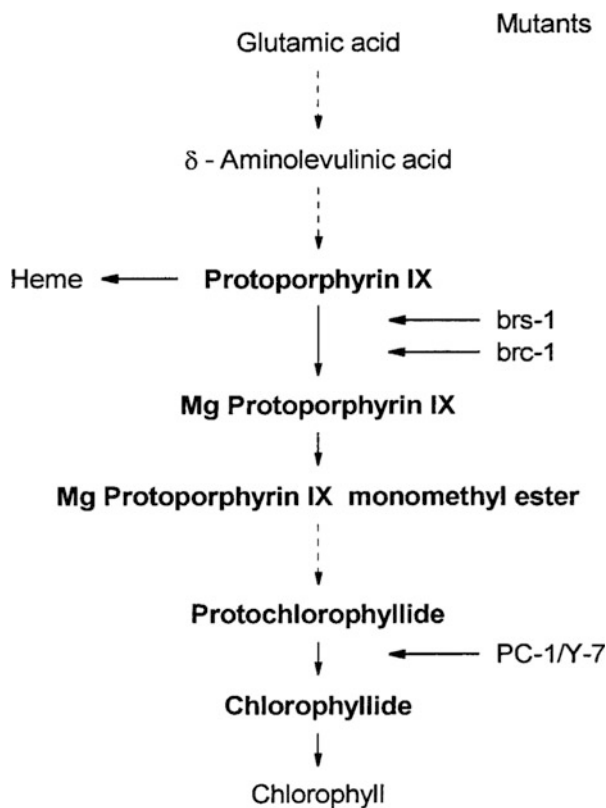 Mutants
Glutamic acid
δ - Aminolevulinic acid
Heme Protoporphyrin IX
brs-1
brc-1
Mg Protoporphyrin IX
Mg Protoporphyrin IX monomethyl ester
Protochlorophyllide
PC-1/Y-7
Chlorophyllide
Chlorophyll